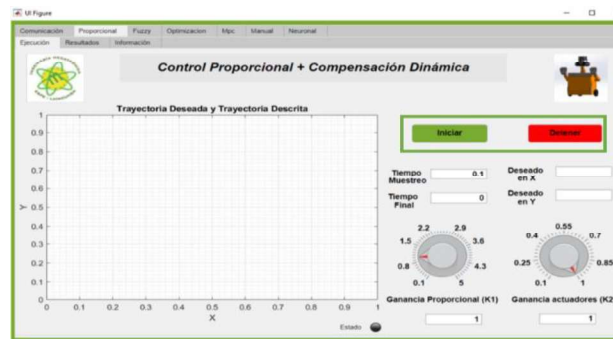 UI Figure
Comunicación Proporcional Fuzzy Optimizacion Mpc Manual Neuronal
Ejecución Resultados Información
Control Proporcional + Compensación Dinámica
Trayectoria Deseada y Trayectoria Descrita
1
0.9
0.8
0.7
0.6
0.5
0.4
0.3
0.2
0.1
0
Y
0 0.1 0.2 0.3 0.4 0.5 0.6 0.7 0.8 0.9 1
X
Estado
Iniciar Detener
Tiempo Muestreo 0.1 Deseado en X
Tiempo Final 0 Deseado en Y
0.1 0.8 1.5 2.2 2.9 3.6 4.3 5
0.1 0.25 0.4 0.55 0.7 0.85 1
Ganancia Proporcional (K1) Ganancia actuadores (K2
1 1